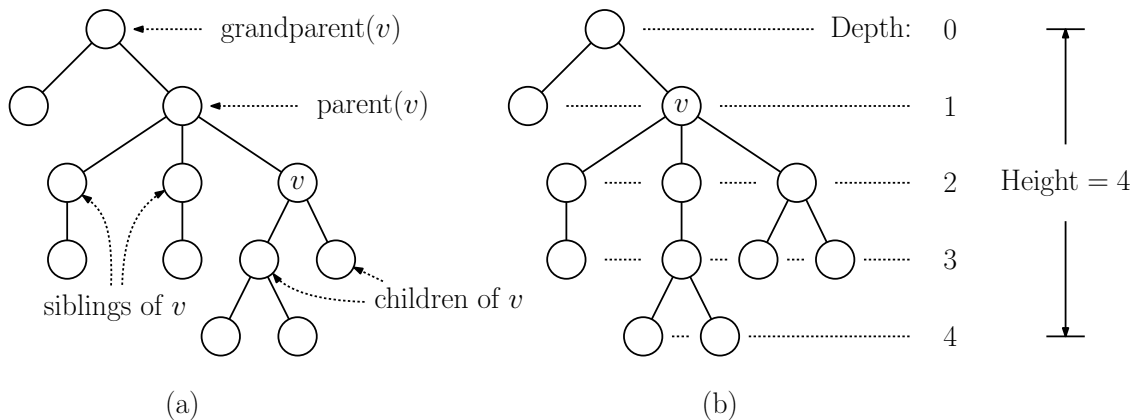 grandparent(v)
parent(v)
v
siblings of v
children of v
(a)
Depth: 0
v 1
2 Height = 4
3
4
(b)